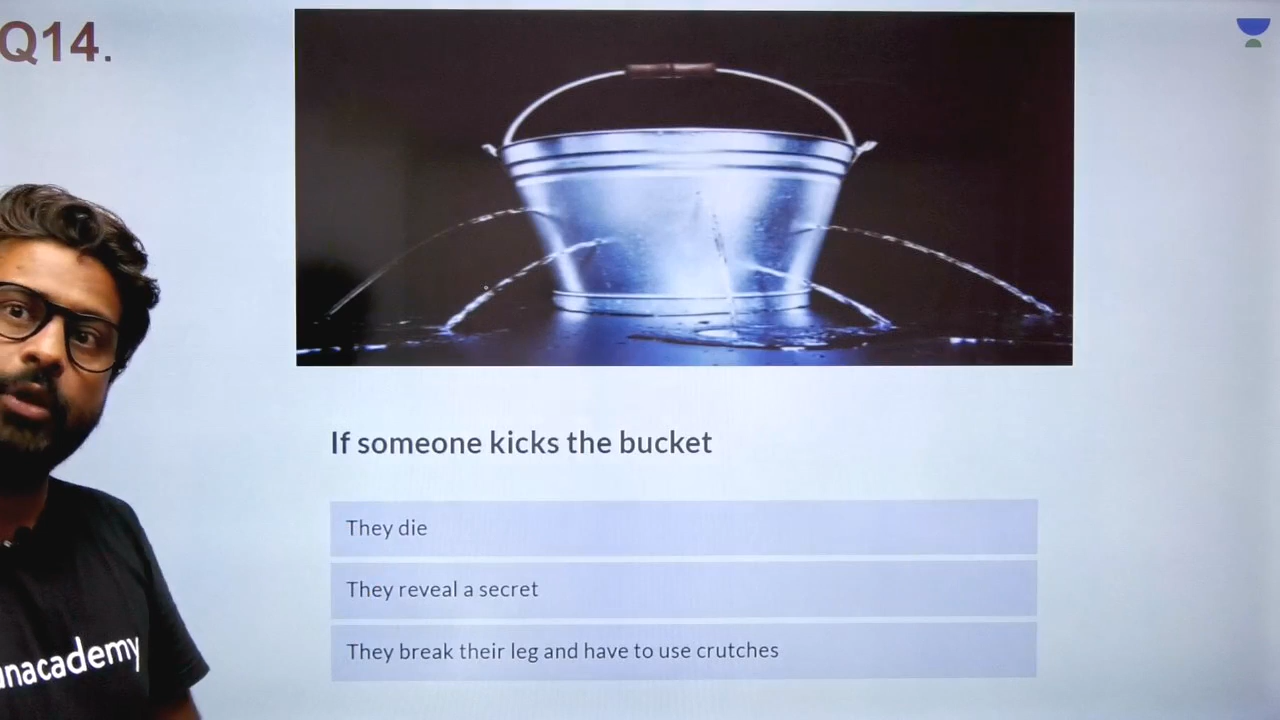 Q14.
If someone kicks the bucket
They die
They reveal a secret
They break their leg and have to use crutches
unacademy